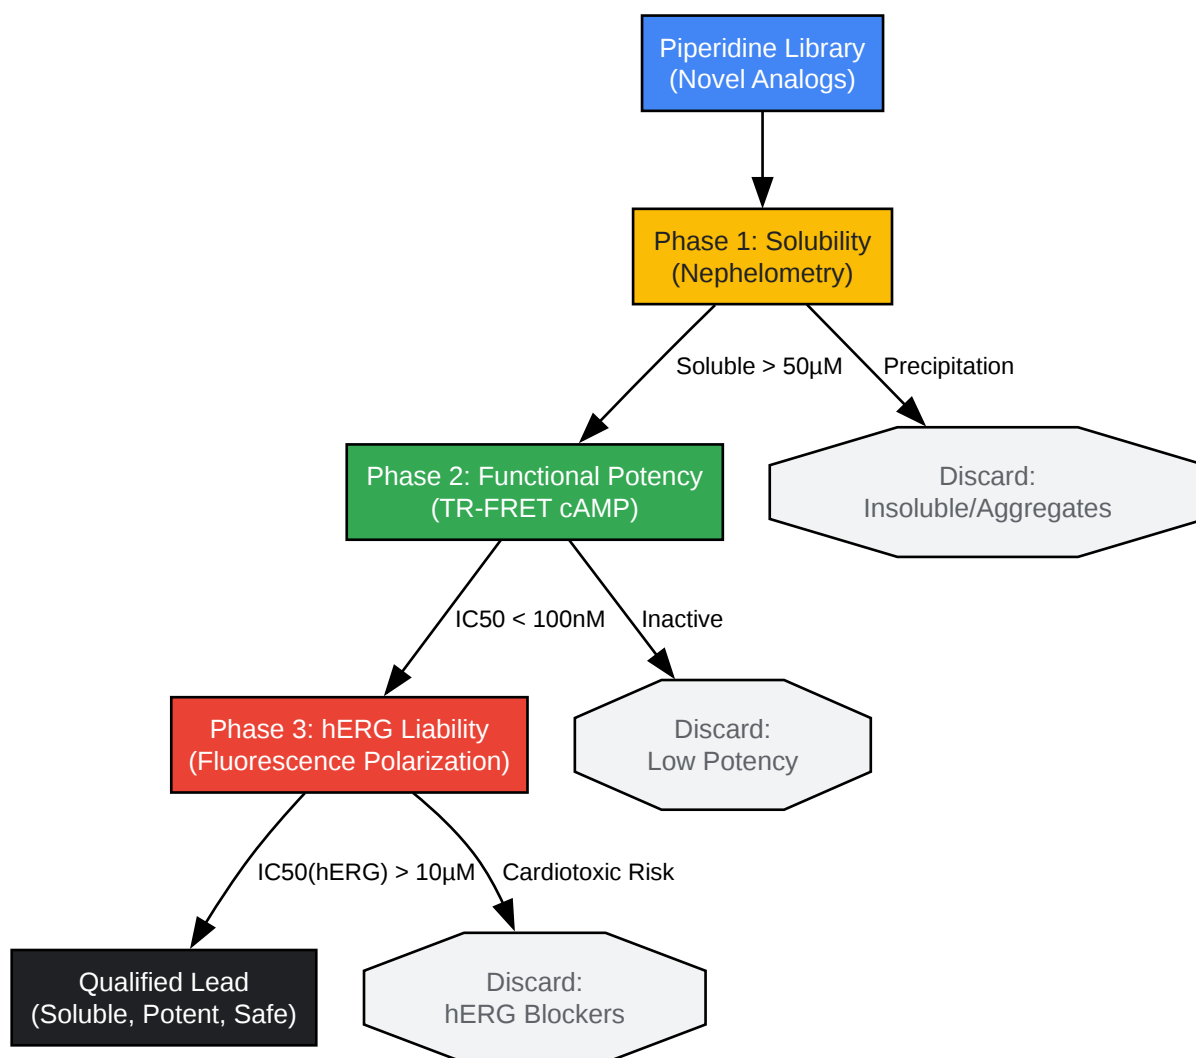 Piperidine Library
(Novel Analogs)
Phase 1: Solubility
(Nephelometry)
Soluble > 50µM
Precipitation
Phase 2: Functional Potency
(TR-FRET cAMP)
Discard:
Insoluble/Aggregates
IC50 < 100nM
Inactive
Phase 3: hERG Liability
(Fluorescence Polarization)
Discard:
Low Potency
IC50(hERG) > 10µM
Cardiotoxic Risk
Qualified Lead
(Soluble, Potent, Safe)
Discard:
hERG Blockers